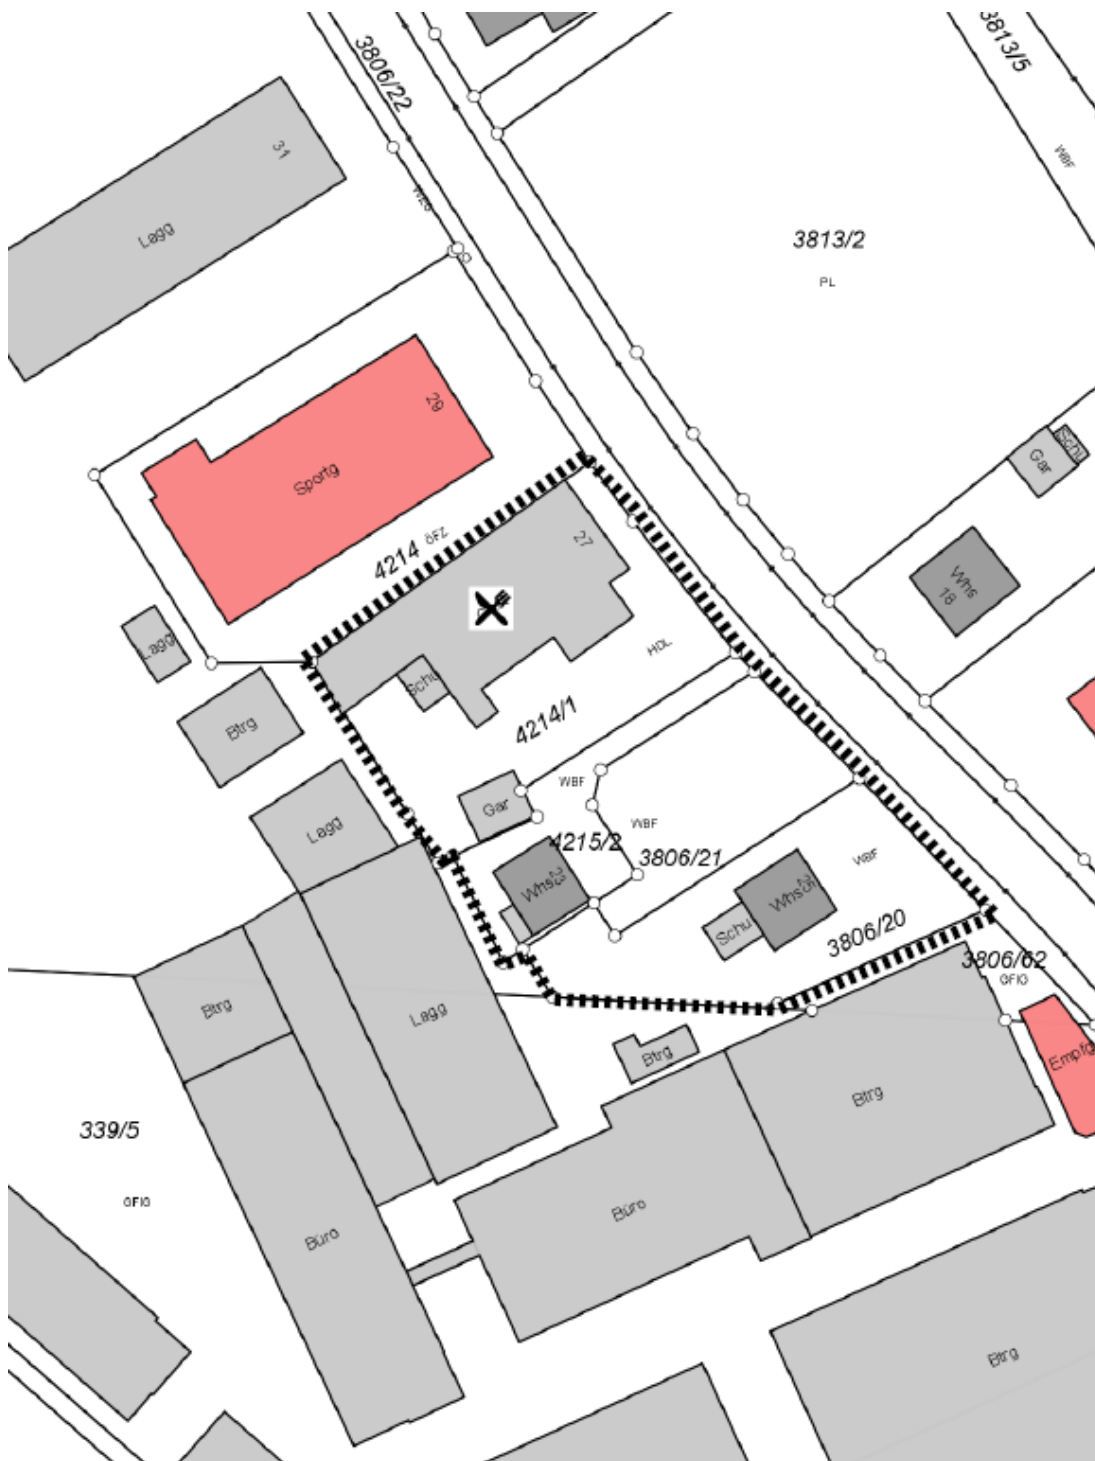 3806/22
3813/5
31
WBF
WEG
Lagg
3813/2
PL
29
Sportg
Gar
Schu
ÖFZ
4214
27
Whs
18
Lagg
HDL
Schu
Btrg
4214/1
WBF
Gar
WBF
Lagg
4215/2
3806/21
WBF
Whs
Whs
Schu
3806/20
3806/62
GFIG
Btrg
Lagg
Btrg
Empfg
Btrg
339/5
GFIG
Büro
Büro
Btrg